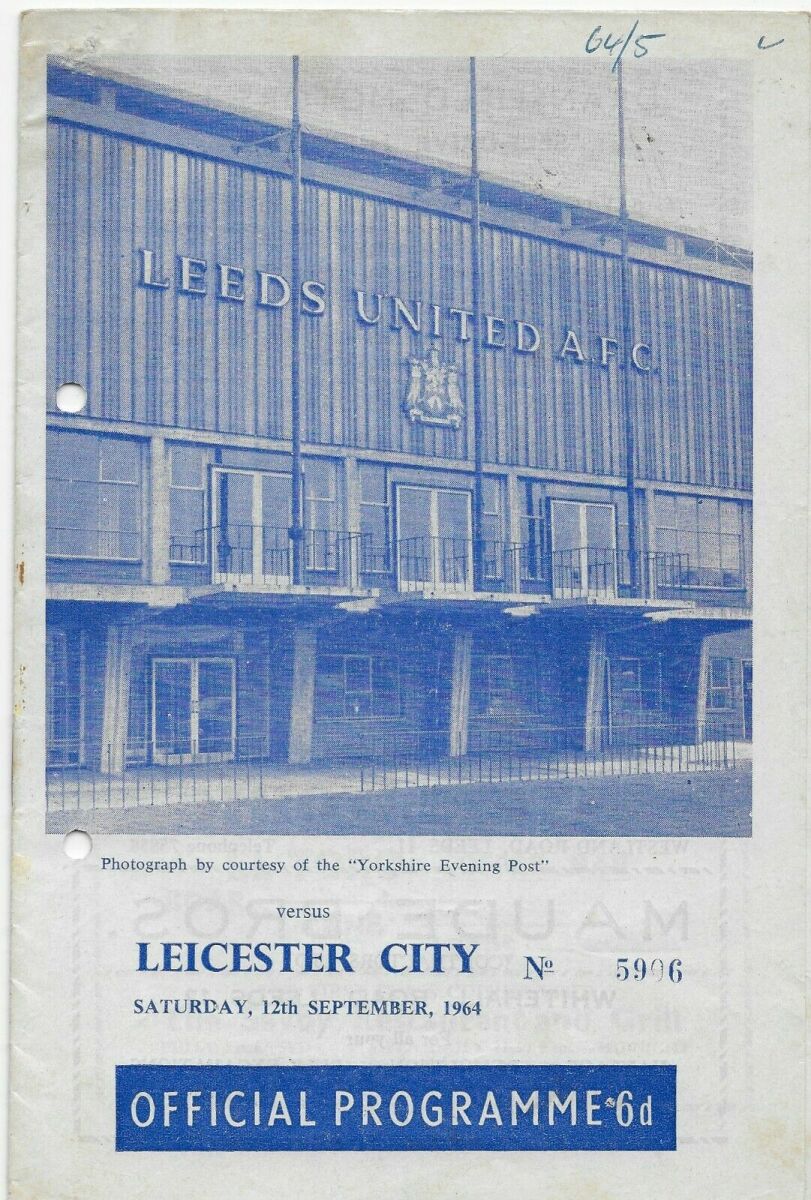 64/5
LEEDS UNITED A.F.C.
Photograph by courtesy of the "Yorkshire Evening Post"
versus
LEICESTER CITY Nº 5906
SATURDAY, 12th SEPTEMBER, 1964
OFFICIAL PROGRAMME 6d